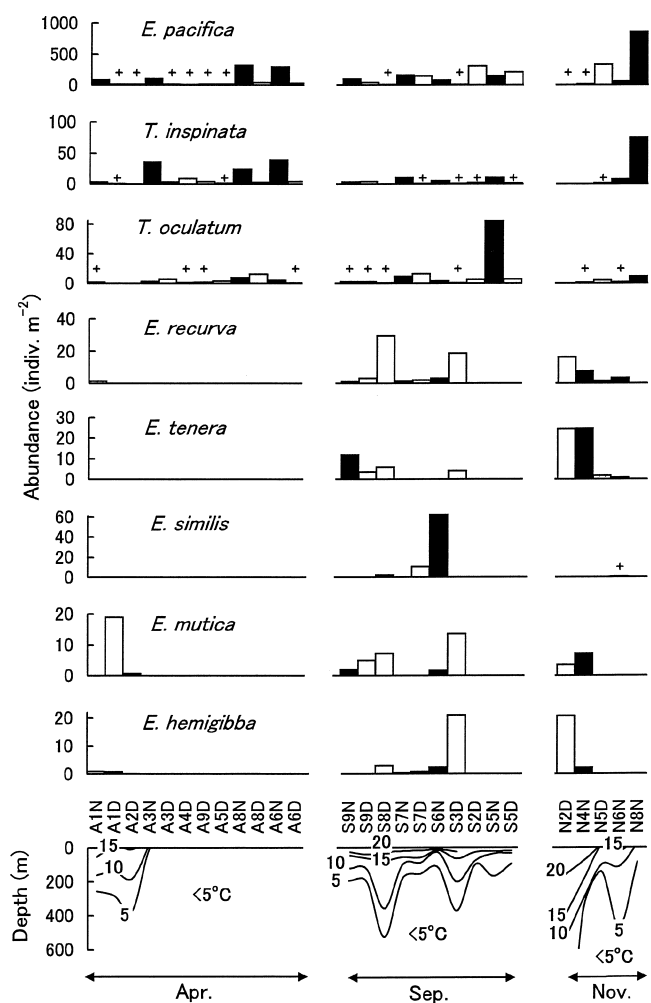 Abundance (indiv. m⁻²)
E. pacifica
1000
500
0
+ + + + + + + + + +
T. inspinata
100
50
0
+ + + + + + +
T. oculatum
80
40
0
+ + + + + + + + + +
E. recurva
40
20
0
E. tenera
30
20
10
0
E. similis
60
40
20
0
+
E. mutica
20
10
0
E. hemigibba
20
10
0
A1N A1D A2D A3N A3D A4D A9D A5D A8N A8D A6N A6D
S9N S9D S8D S7N S7D S6N S3D S2D S5N S5D
N2D N4N N5D N6N N8N
Depth (m)
0
200
400
600
15 10 5 <5°C
20 15 10 5 <5°C
15 20 15 10 5 <5°C
Apr. Sep. Nov.